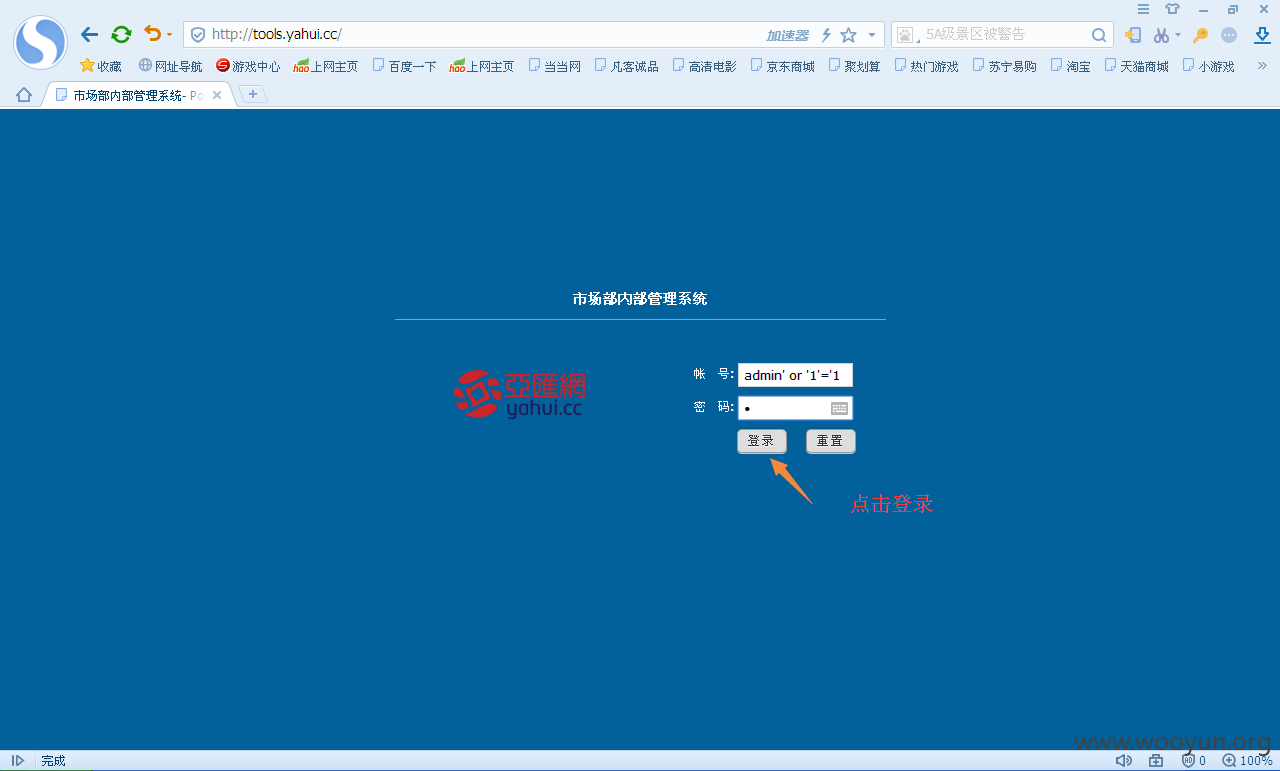 http://tools.yahui.cc/
加速器
5A级景区被警告
收藏 网址导航 游戏中心 上网主页 百度一下 上网主页 当当网 凡客诚品 高清电影 京东商城 聚划算 热门游戏 苏宁易购 淘宝 天猫商城 小游戏
市场部内部管理系统- Po
市场部内部管理系统
亞匯網
yahui.cc
帐 号: admin' or '1'='1
密 码: •
登录 重置
点击登录
www.wooyun.org
完成
0
100%